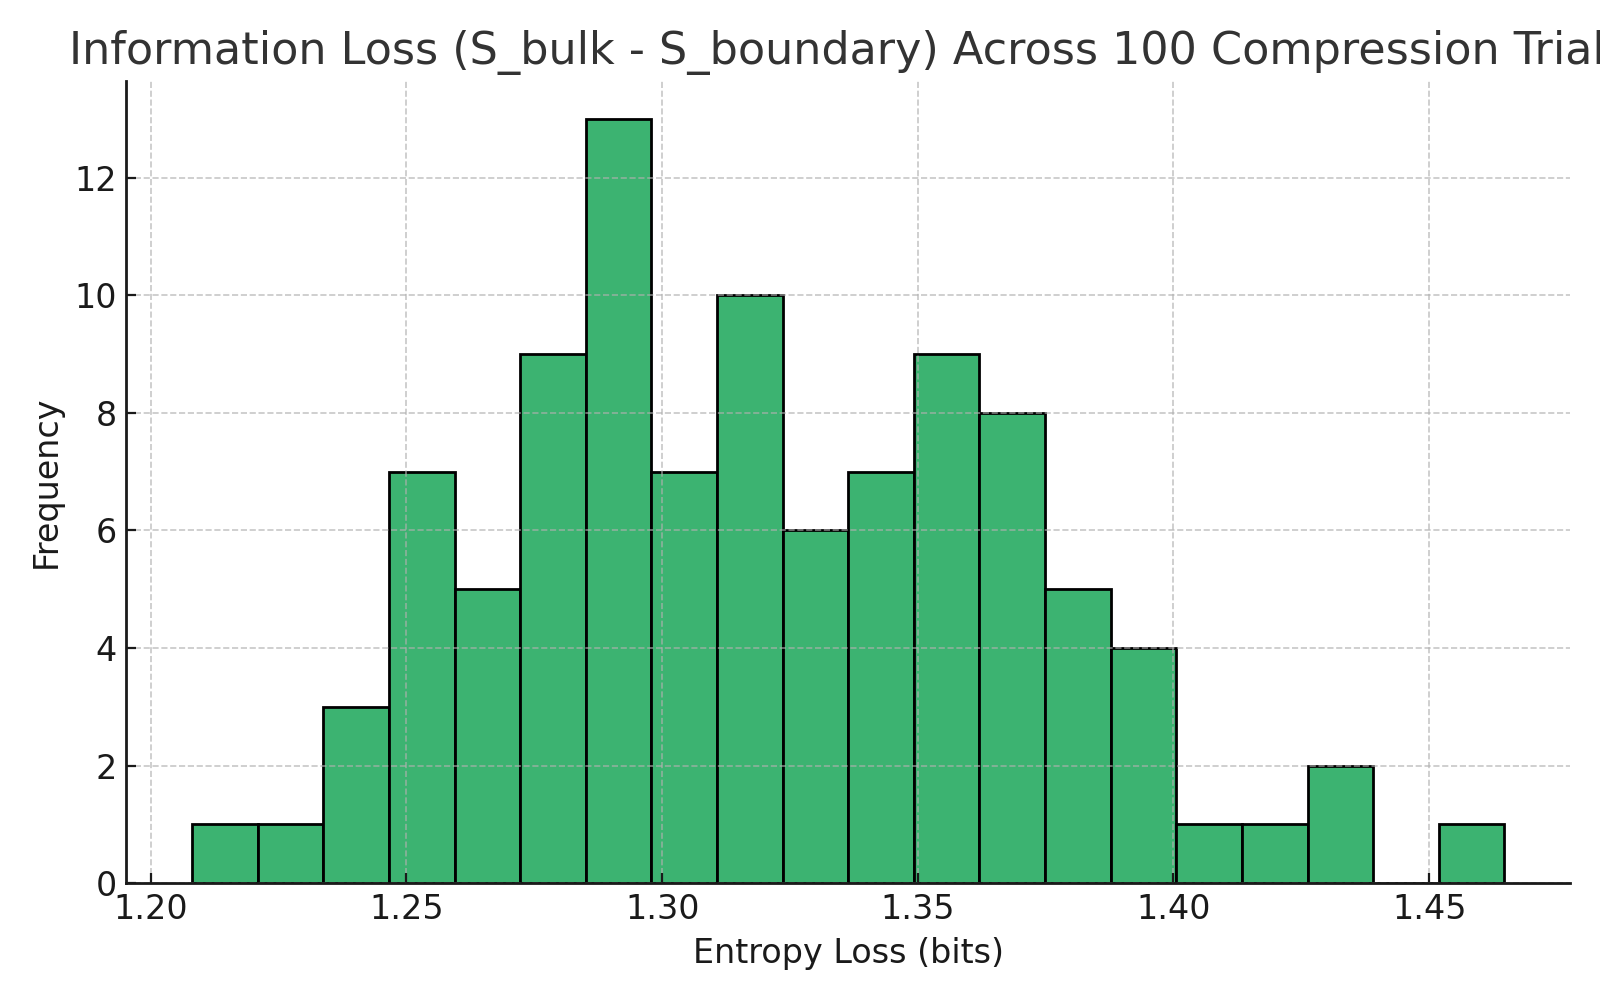 Information Loss (S_bulk - S_boundary) Across 100 Compression Trial
12
10
8
6
4
2
0
Frequency
1.20 1.25 1.30 1.35 1.40 1.45
Entropy Loss (bits)